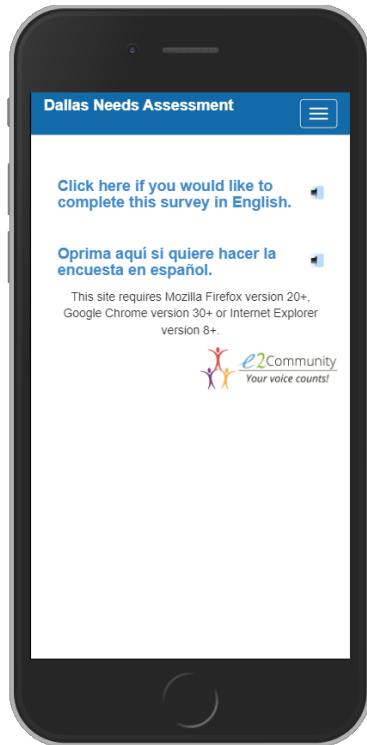 Dallas Needs Assessment
Click here if you would like to
complete this survey in English.
Oprima aquí si quiere hacer la
encuesta en español.
This site requires Mozilla Firefox version 20+,
Google Chrome version 30+ or Internet Explorer
version 8+.
e2Community
Your voice counts!